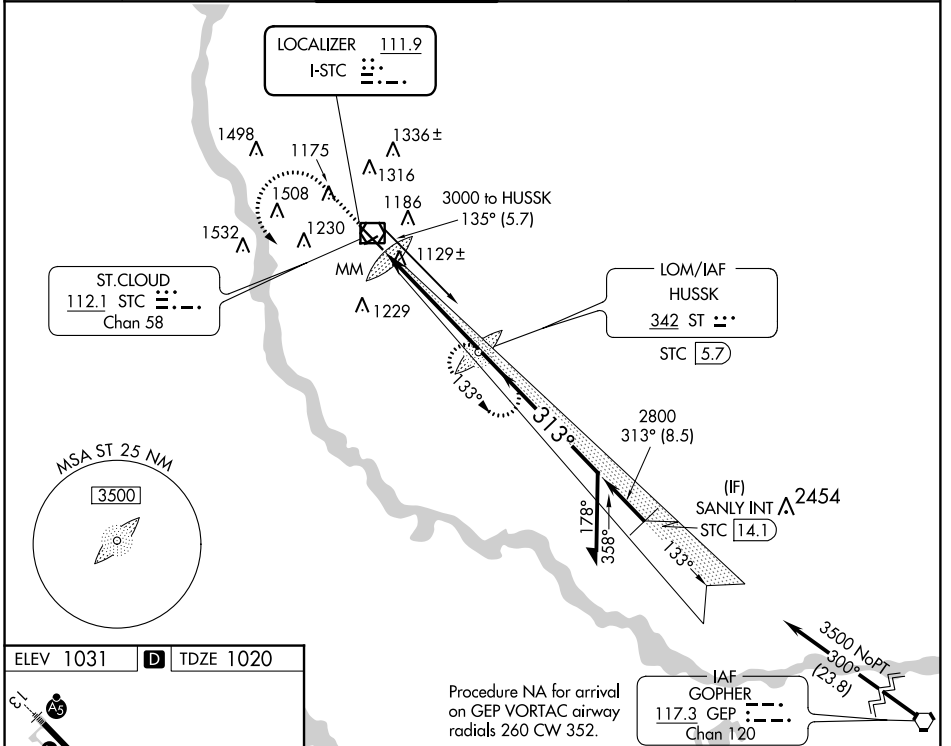 LOCALIZER 111.9
I-STC
1498
1175
1336±
1316
1508
1186
3000 to HUSSK
135° (5.7)
1532
1230
1129±
MM
ST.CLOUD
112.1 STC
Chan 58
1229
LOM/IAF
HUSSK
342 ST
STC 5.7
133°
313°
2800
313° (8.5)
MSA ST 25 NM
3500
(IF)
SANLY INT 2454
STC 14.1
178°
358°
133°
3500 NoPT
300°
(23.8)
ELEV 1031 D TDZE 1020
13
A5
Procedure NA for arrival
on GEP VORTAC airway
radials 260 CW 352.
IAF
GOPHER
117.3 GEP
Chan 120